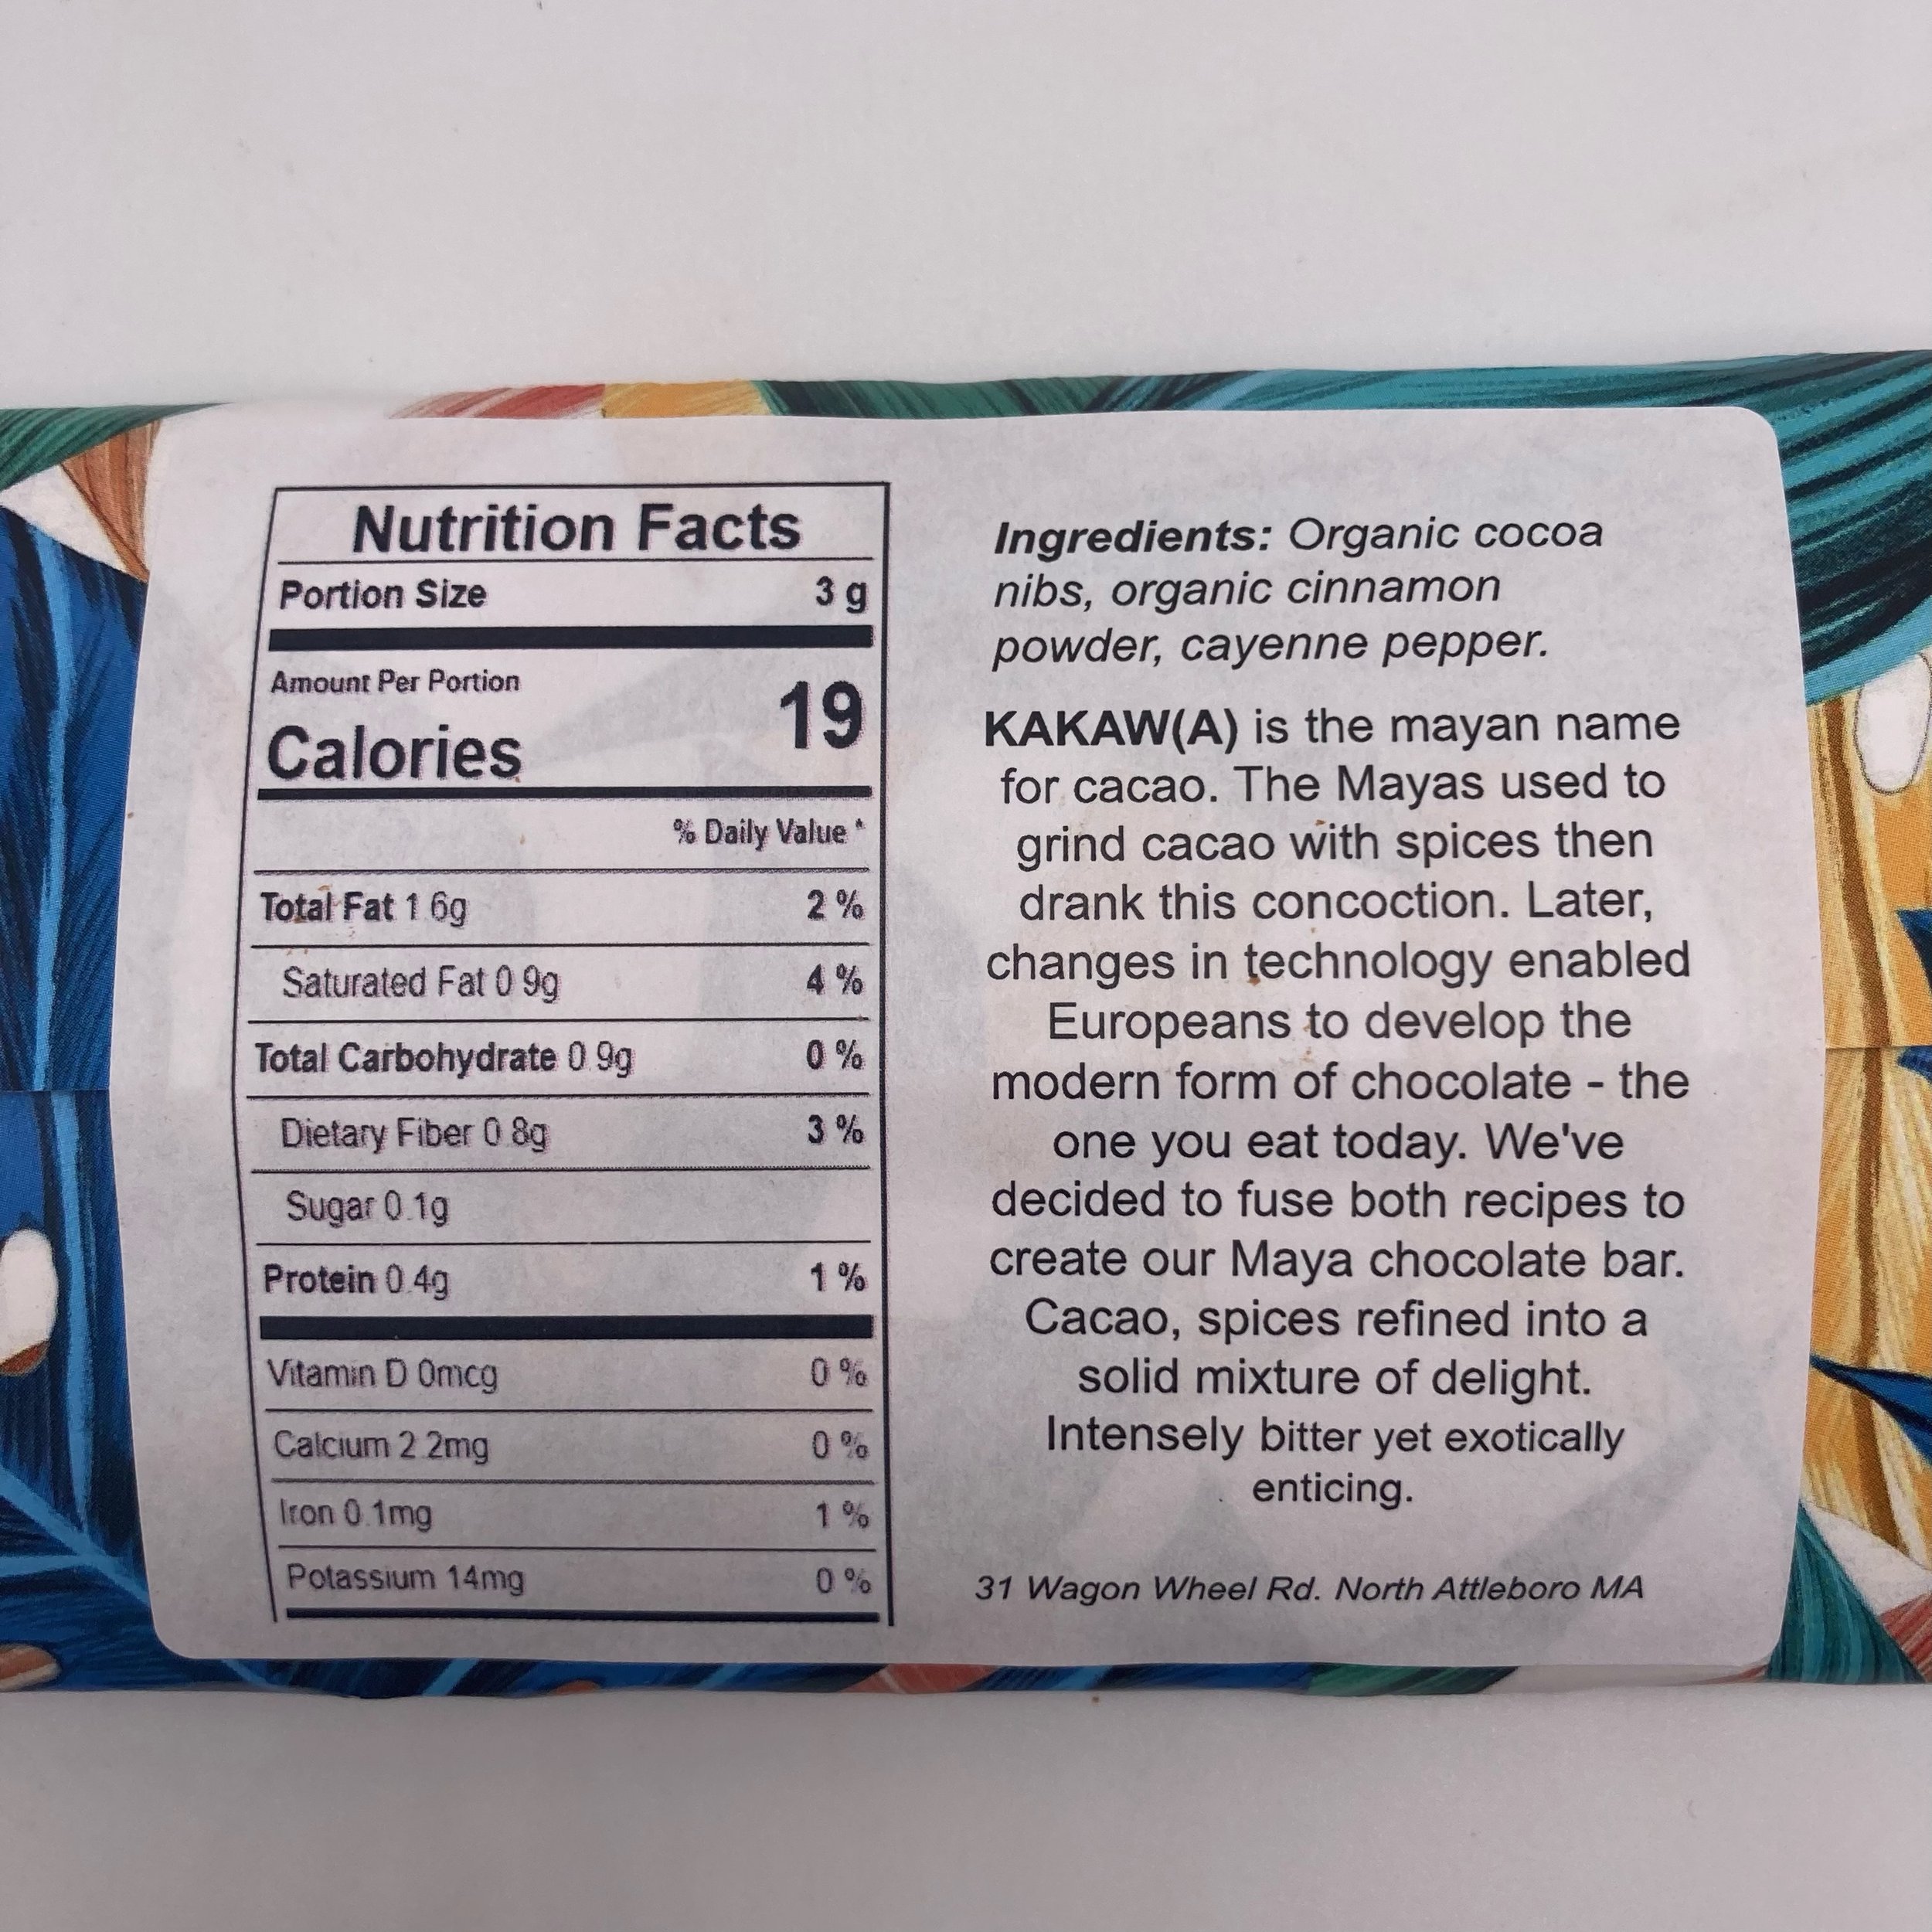 Nutrition Facts
Portion Size 3 g
Amount Per Portion
Calories 19
% Daily Value *
Total Fat 1.6g 2 %
Saturated Fat 0.9g 4 %
Total Carbohydrate 0.9g 0 %
Dietary Fiber 0.8g 3 %
Sugar 0.1g
Protein 0.4g 1 %
Vitamin D 0mcg 0 %
Calcium 2.2mg 0 %
Iron 0.1mg 1 %
Potassium 14mg 0 %
Ingredients: Organic cocoa
nibs, organic cinnamon
powder, cayenne pepper.
KAKAW(A) is the mayan name
for cacao. The Mayas used to
grind cacao with spices then
drank this concoction. Later,
changes in technology enabled
Europeans to develop the
modern form of chocolate - the
one you eat today. We've
decided to fuse both recipes to
create our Maya chocolate bar.
Cacao, spices refined into a
solid mixture of delight.
Intensely bitter yet exotically
enticing.
31 Wagon Wheel Rd. North Attleboro MA